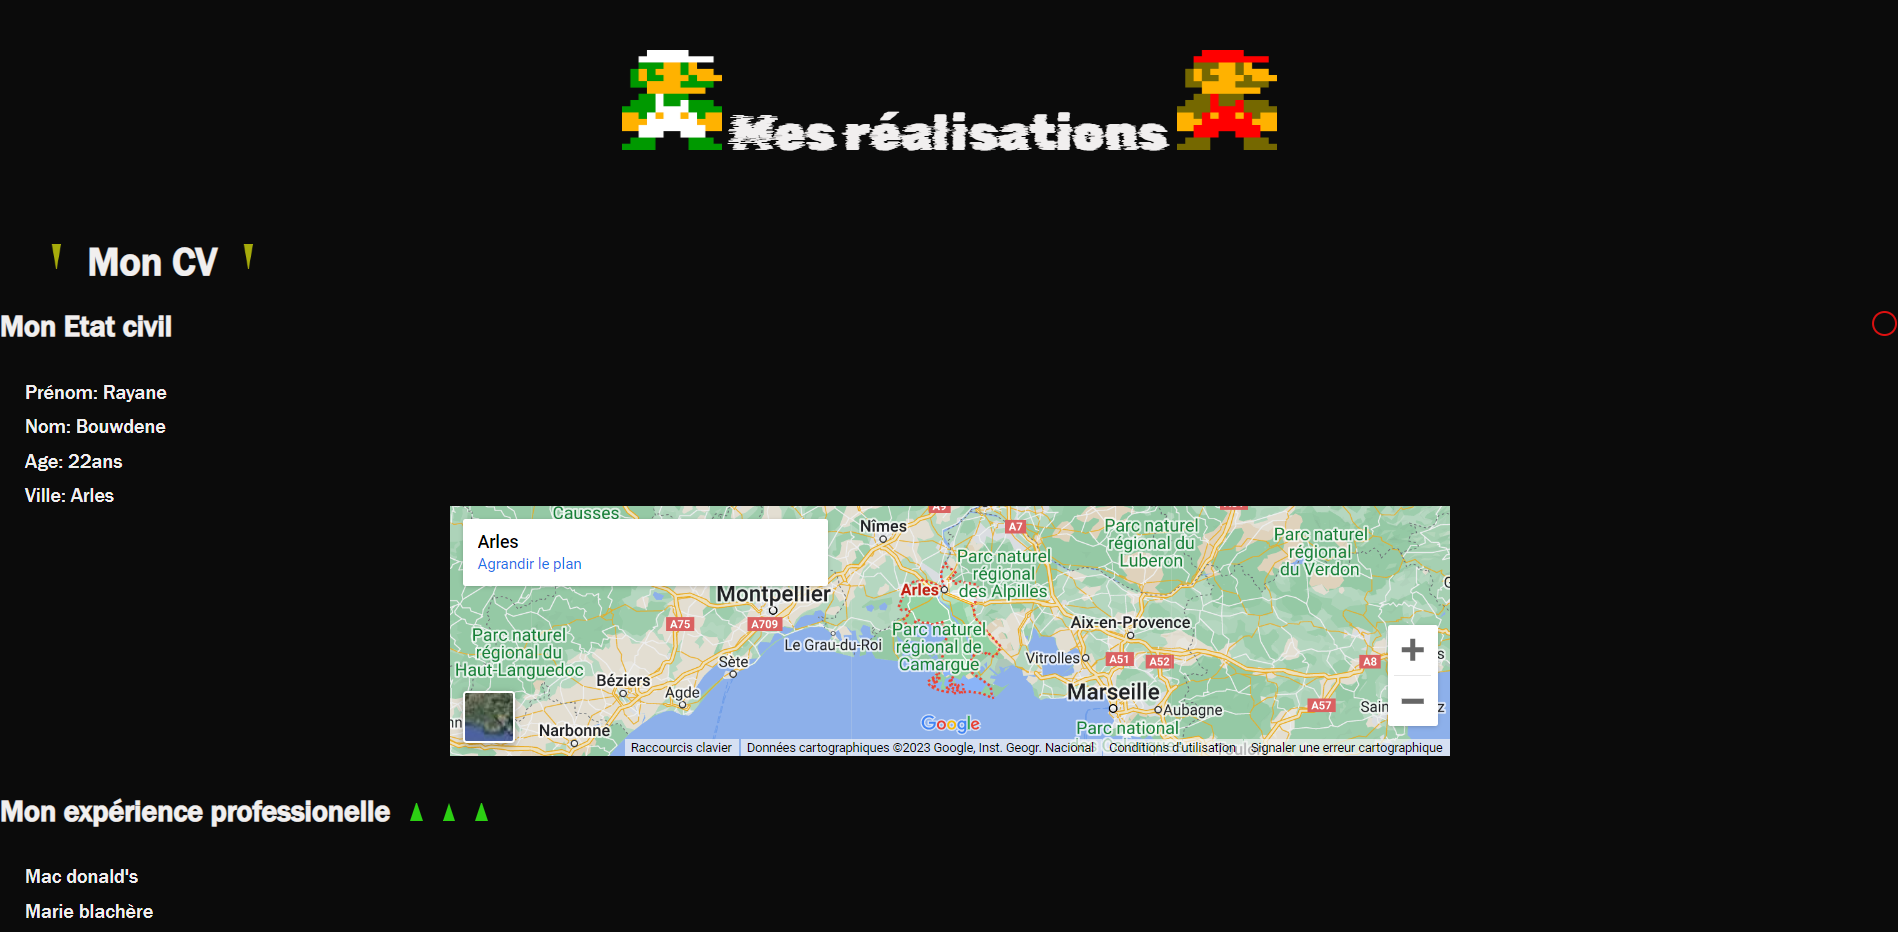 Mes réalisations
Mon CV
Mon Etat civil
Prénom: Rayane
Nom: Bouwdene
Age: 22ans
Ville: Arles
Arles
Agrandir le plan
Causses
Nîmes
A9
A7
Parc naturel
régional du
Luberon
Parc naturel
régional
du Verdon
Parc naturel
régional
des Alpilles
Arles
Montpellier
A75
A709
Le Grau-du-Roi
Parc naturel
régional de
Camargue
Aix-en-Provence
Parc naturel
régional du
Haut-Languedoc
Sète
Vitrolles
A51
A52
A8
Béziers
Agde
Marseille
Aubagne
A57
Narbonne
Google
Parc national
Raccourcis clavier
Données cartographiques ©2023 Google, Inst. Geogr. Nacional
Conditions d'utilisation
Signaler une erreur cartographique
Mon expérience professionelle
Mac donald's
Marie blachère